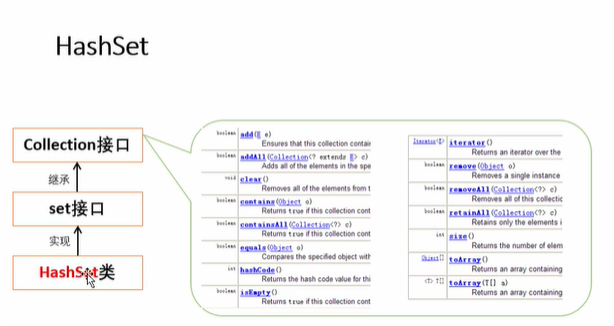 HashSet
Collection接口
继承
set接口
实现
HashSet类
boolean add(E e)
Ensures that this collection contai
boolean addAll(Collection<? extends E> c)
Adds all of the elements in the spe
void clear()
Removes all of the elements from t
boolean contains(Object o)
Returns true if this collection cont
boolean containsAll(Collection<?> c)
Returns true if this collection cont
boolean equals(Object o)
Compares the specified object with
int hashCode()
Returns the hash code value for thi
boolean isEmpty()
Returns true if this collection cont
Iterator<E> iterator()
Returns an iterator over the
boolean remove(Object o)
Removes a single instance
boolean removeAll(Collection<?> c)
Removes all of this collectic
boolean retainAll(Collection<?> c)
Retains only the elements i
int size()
Returns the number of elem
Object[] toArray()
Returns an array containing
<T> T[] toArray(T[] a)
Returns an array containing